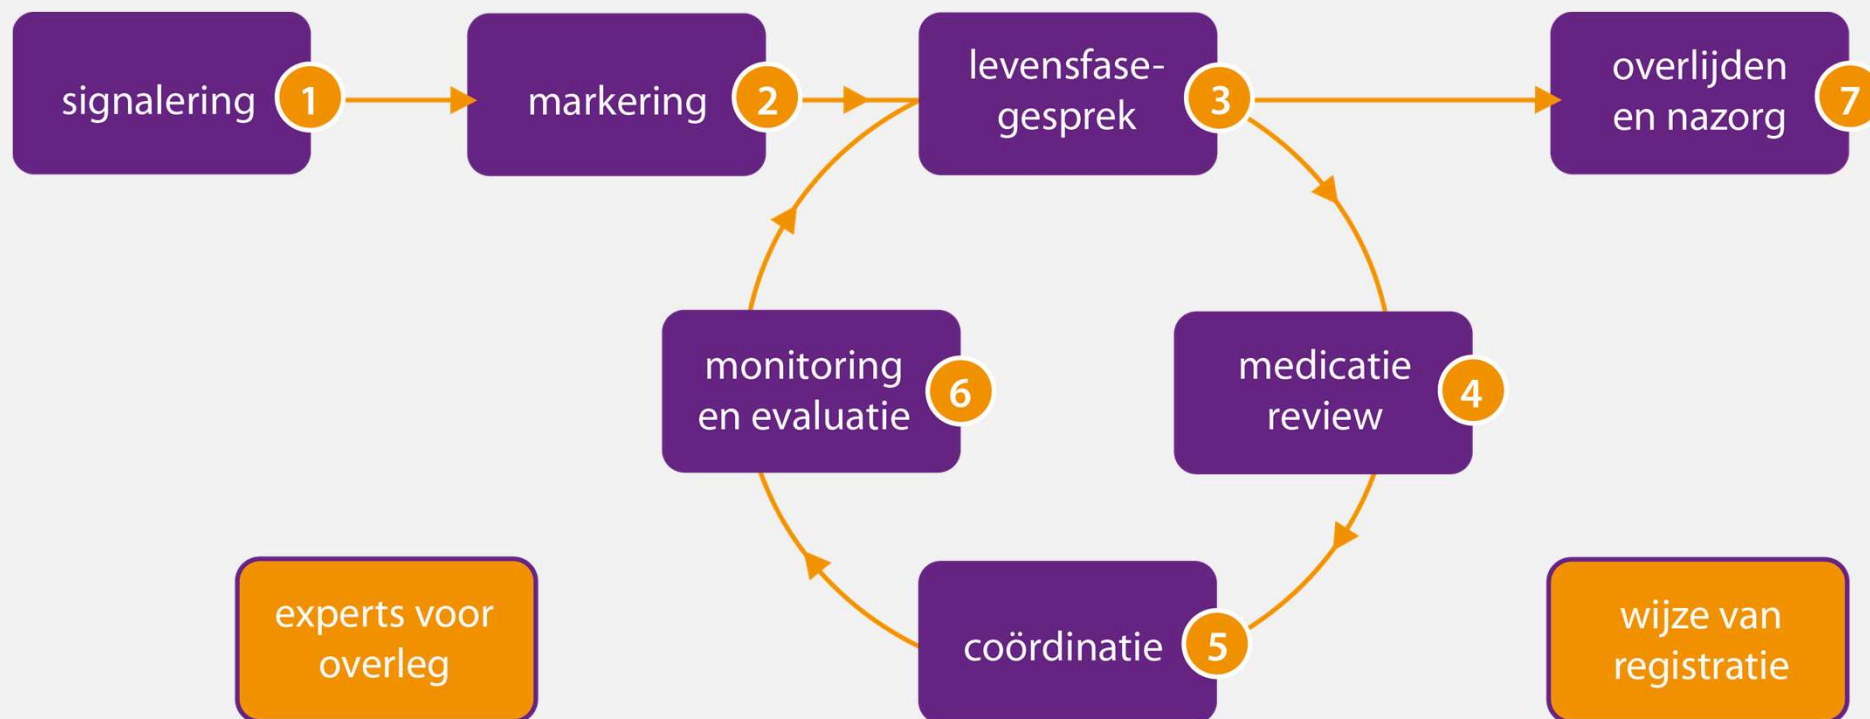 signalering
1
markering
2
levensfase-
gesprek
3
overlijden
en nazorg
7
monitoring
en evaluatie
6
medicatie
review
4
experts voor
overleg
coördinatie
5
wijze van
registratie